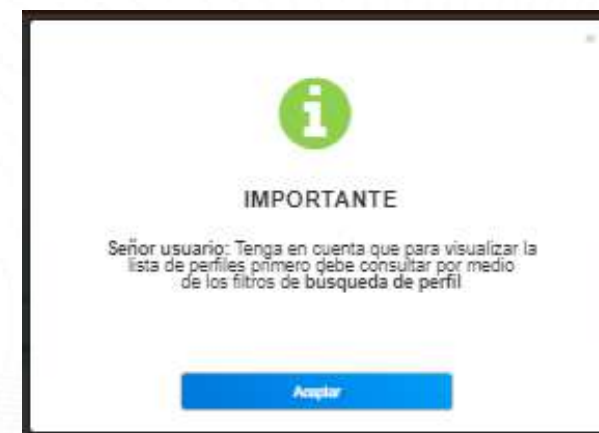 IMPORTANTE
Señor usuario: Tenga en cuenta que para visualizar la
lista de perfiles primero debe consultar por medio
de los filtros de búsqueda de perfil
Aceptar